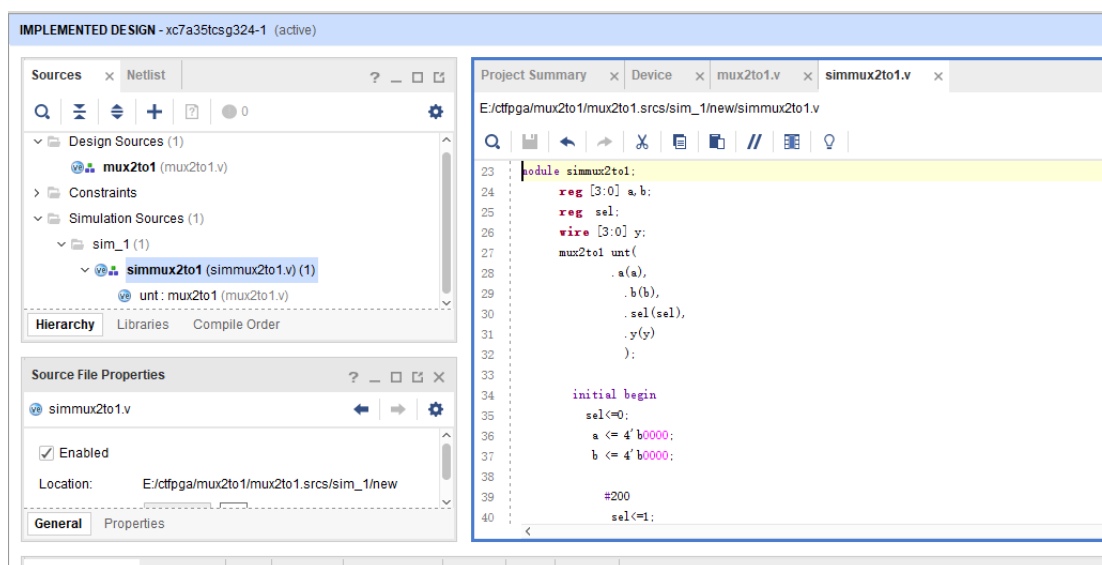 IMPLEMENTED DESIGN - xc7a35tcsg324-1 (active)
Sources × Netlist ? _
0
Design Sources (1)
mux2to1 (mux2to1.v)
Constraints
Simulation Sources (1)
sim_1 (1)
simmux2to1 (simmux2to1.v) (1)
unt : mux2to1 (mux2to1.v)
Hierarchy Libraries Compile Order
Source File Properties ? _ ×
simmux2to1.v
Enabled
Location: E:/ctfpga/mux2to1/mux2to1.srcs/sim_1/new
General Properties
Project Summary × Device × mux2to1.v × simmux2to1.v ×
E:/ctfpga/mux2to1/mux2to1.srcs/sim_1/new/simmux2to1.v
23 module simmux2to1;
24 reg [3:0] a,b;
25 reg sel;
26 wire [3:0] y;
27 mux2to1 unt(
28 .a(a),
29 .b(b),
30 .sel(sel),
31 .y(y)
32 );
33
34 initial begin
35 sel<=0;
36 a <= 4'b0000;
37 b <= 4'b0000;
38
39 #200
40 sel<=1;